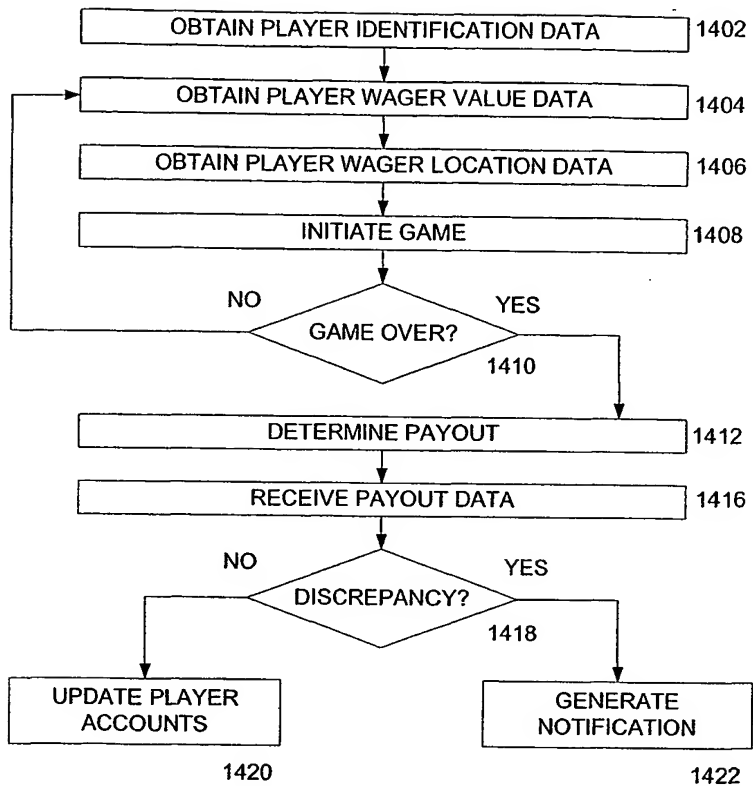 OBTAIN PLAYER IDENTIFICATION DATA 1402
OBTAIN PLAYER WAGER VALUE DATA 1404
OBTAIN PLAYER WAGER LOCATION DATA 1406
INITIATE GAME 1408
NO YES
GAME OVER?
1410
DETERMINE PAYOUT 1412
RECEIVE PAYOUT DATA 1416
NO YES
DISCREPANCY?
1418
UPDATE PLAYER
ACCOUNTS
1420
GENERATE
NOTIFICATION
1422